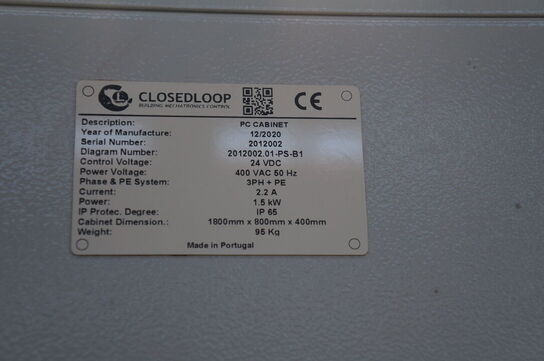 CLOSEDLOOP
BUILDING MECHATRONICS CONTROL
CE
Description: PC CABINET
Year of Manufacture: 12/2020
Serial Number: 2012002
Diagram Number: 2012002.01-PS-B1
Control Voltage: 24 VDC
Power Voltage: 400 VAC 50 Hz
Phase & PE System: 3PH + PE
Current: 2.2 A
Power: 1.5 kW
IP Protec. Degree: IP 65
Cabinet Dimension.: 1800mm x 800mm x 400mm
Weight: 95 Kg
Made in Portugal